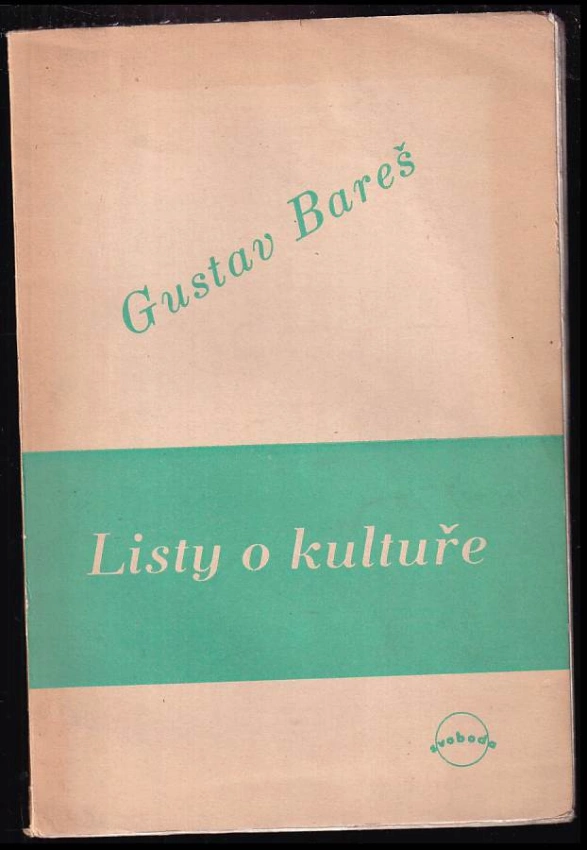 Gustav Bareš
Listy o kultuře
svoboda